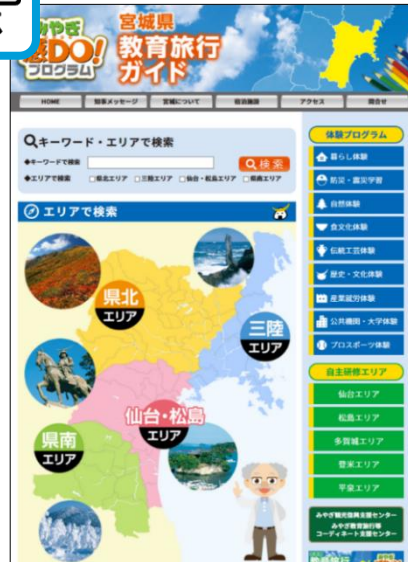 みやぎ
感DO!
プログラム
宮城県
教育旅行
ガイド
HOME
知事メッセージ
宮城について
宿泊施設
アクセス
問合せ
キーワード・エリアで検索
◆キーワードで検索
検索
◆エリアで検索
県北エリア
三陸エリア
仙台・松島エリア
県南エリア
エリアで検索
県北
エリア
三陸
エリア
仙台・松島
エリア
県南
エリア
体験プログラム
暮らし体験
防災・震災学習
自然体験
食文化体験
伝統工芸体験
歴史・文化体験
産業就労体験
公共機関・大学体験
プロスポーツ体験
自主研修エリア
仙台エリア
松島エリア
多賀城エリア
登米エリア
平泉エリア
みやぎ観光復興支援センター
みやぎ教育旅行等
コーディネート支援センター